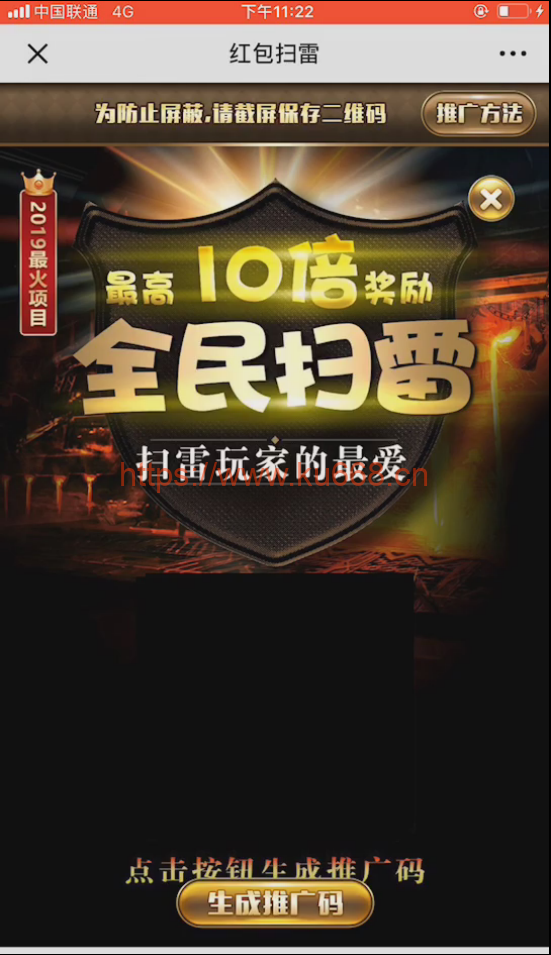 中国联通 4G 下午11:22
红包扫雷
为防止屏蔽,请截屏保存二维码
推广方法
2019最火项目
最高10倍奖励
全民扫雷
扫雷玩家的最爱
https://www.ku888.cn
点击按钮生成推广码
生成推广码